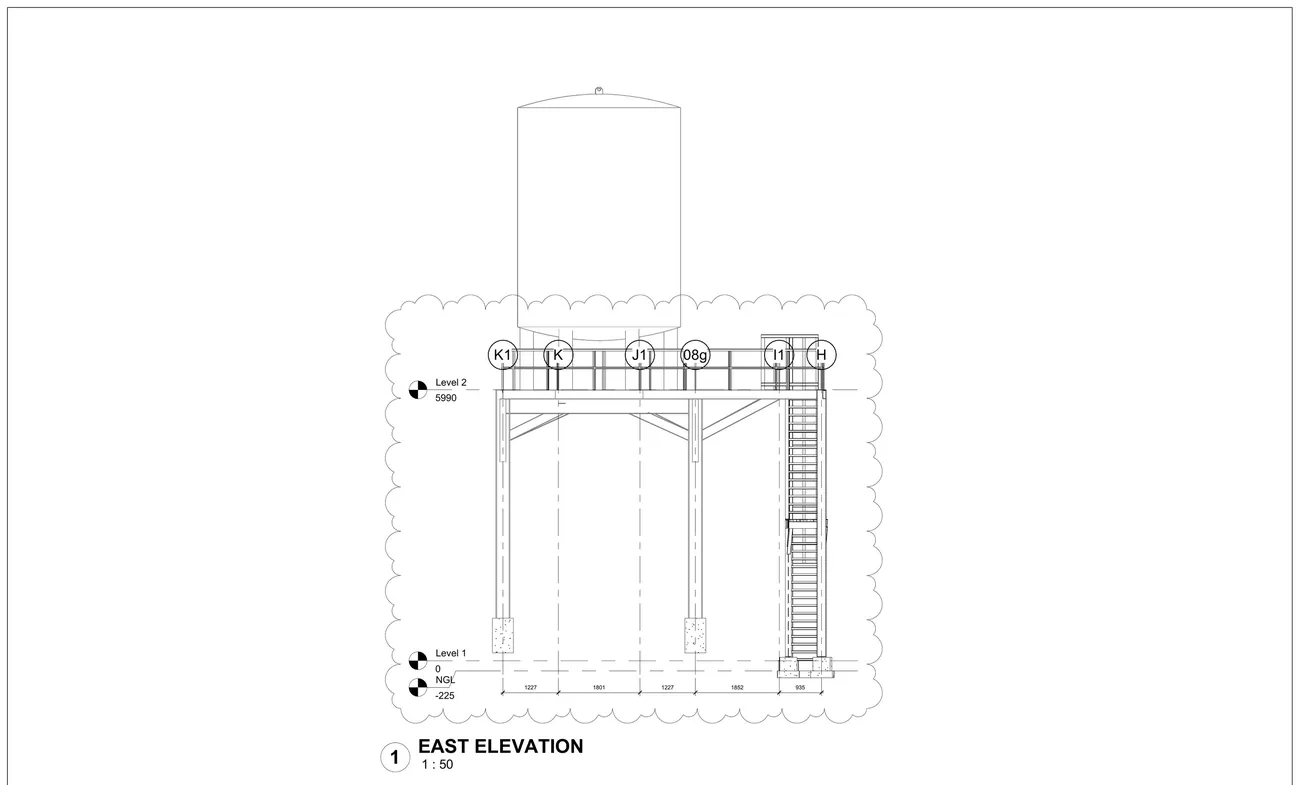 K1 K J1 08g I1 H
Level 2
5990
Level 1
0
NGL
-225
1227 1801 1227 1852 935
1 EAST ELEVATION
1 : 50